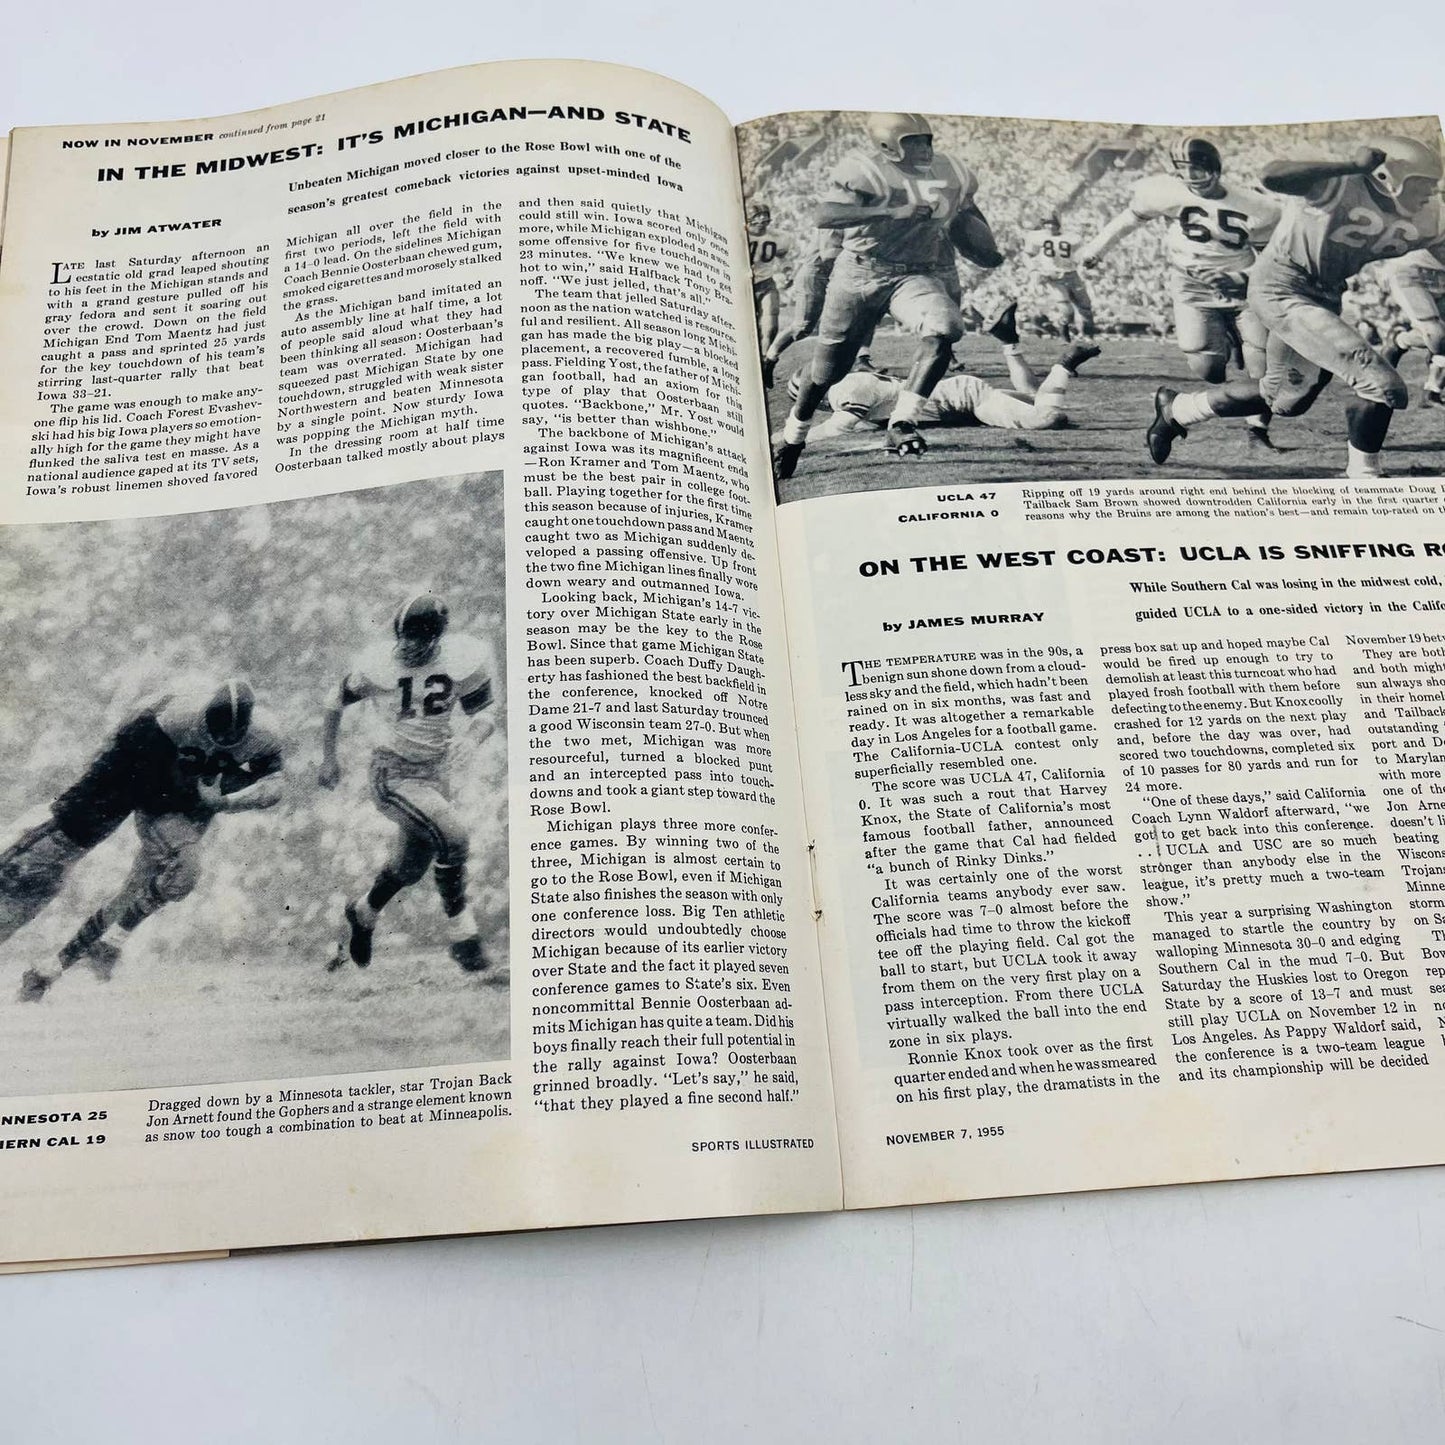 NOW IN NOVEMBER continued from page 21
IN THE MIDWEST: IT'S MICHIGAN—AND STATE
Unbeaten Michigan moved closer to the Rose Bowl with one of the
season's greatest comeback victories against upset-minded Iowa
by JIM ATWATER
LATE last Saturday afternoon an
ecstatic old grad leaped shouting
to his feet in the Michigan stands and
with a grand gesture pulled off his
gray fedora and sent it soaring out
over the crowd. Down on the field
Michigan End Tom Maentz had just
caught a pass and sprinted 25 yards
for the key touchdown of his team's
stirring last-quarter rally that beat
Iowa 33-21.
The game was enough to make any-
one flip his lid. Coach Forest Evashev-
ski had his big Iowa players so emotion-
ally high for the game they might have
flunked the saliva test en masse. As a
national audience gaped at its TV sets,
Iowa's robust linemen shoved favored
Michigan all over the field in the
first two periods, left the field with
a 14-0 lead. On the sidelines Michigan
Coach Bennie Oosterbaan chewed gum,
smoked cigarettes and morosely stalked
the grass.
As the Michigan band imitated an
auto assembly line at half time, a lot
of people said aloud what they had
been thinking all season: Oosterbaan's
team was overrated. Michigan had
squeezed past Michigan State by one
touchdown, struggled with weak sister
Northwestern and beaten Minnesota
by a single point. Now sturdy Iowa
was popping the Michigan myth.
In the dressing room at half time
Oosterbaan talked mostly about plays
and then said quietly that Michigan
could still win. Iowa scored only once
more, while Michigan exploded an awe-
some offensive for five touchdowns in
23 minutes. "We knew we had to get
hot to win," said Halfback Tony Bra-
noff. "We just jelled, that's all."
The team that jelled Saturday after-
noon as the nation watched is resource-
ful and resilient. All season long Michi-
gan has made the big play—a blocked
placement, a recovered fumble, a long
pass. Fielding Yost, the father of Michi-
gan football, had an axiom for this
type of play that Oosterbaan still
quotes. "Backbone," Mr. Yost would
say, "is better than wishbone."
The backbone of Michigan's attack
against Iowa was its magnificent ends
—Ron Kramer and Tom Maentz, who
must be the best pair in college foot-
ball. Playing together for the first time
this season because of injuries, Kramer
caught one touchdown pass and Maentz
caught two as Michigan suddenly de-
veloped a passing offensive. Up front
the two fine Michigan lines finally wore
down weary and outmanned Iowa.
Looking back, Michigan's 14-7 vic-
tory over Michigan State early in the
season may be the key to the Rose
Bowl. Since that game Michigan State
has been superb. Coach Duffy Daugh-
erty has fashioned the best backfield in
the conference, knocked off Notre
Dame 21-7 and last Saturday trounced
a good Wisconsin team 27-0. But when
the two met, Michigan was more
resourceful, turned a blocked punt
and an intercepted pass into touch-
downs and took a giant step toward the
Rose Bowl.
Michigan plays three more confer-
ence games. By winning two of the
three, Michigan is almost certain to
go to the Rose Bowl, even if Michigan
State also finishes the season with only
one conference loss. Big Ten athletic
directors would undoubtedly choose
Michigan because of its earlier victory
over State and the fact it played seven
conference games to State's six. Even
noncommittal Bennie Oosterbaan ad-
mits Michigan has quite a team. Did his
boys finally reach their full potential in
the rally against Iowa? Oosterbaan
grinned broadly. "Let's say," he said,
"that they played a fine second half."
12
NNESOTA 25
HERN CAL 19
Dragged down by a Minnesota tackler, star Trojan Back
Jon Arnett found the Gophers and a strange element known
as snow too tough a combination to beat at Minneapolis.
SPORTS ILLUSTRATED
15
65
89
70
UCLA 47
CALIFORNIA 0
Ripping off 19 yards around right end behind the blocking of teammate Doug
Tailback Sam Brown showed downtrodden California early in the first quarter
reasons why the Bruins are among the nation's best—and remain top-rated on th
ON THE WEST COAST: UCLA IS SNIFFING RO
While Southern Cal was losing in the midwest cold,
guided UCLA to a one-sided victory in the Califo
by JAMES MURRAY
THE TEMPERATURE was in the 90s, a
benign sun shone down from a cloud-
less sky and the field, which hadn't been
rained on in six months, was fast and
ready. It was altogether a remarkable
day in Los Angeles for a football game.
The California-UCLA contest only
superficially resembled one.
The score was UCLA 47, California
0. It was such a rout that Harvey
Knox, the State of California's most
famous football father, announced
after the game that Cal had fielded
"a bunch of Rinky Dinks."
It was certainly one of the worst
California teams anybody ever saw.
The score was 7-0 almost before the
officials had time to throw the kickoff
tee off the playing field. Cal got the
ball to start, but UCLA took it away
from them on the very first play on a
pass interception. From there UCLA
virtually walked the ball into the end
zone in six plays.
Ronnie Knox took over as the first
quarter ended and when he was smeared
on his first play, the dramatists in the
press box sat up and hoped maybe Cal
would be fired up enough to try to
demolish at least this turncoat who had
played frosh football with them before
defecting to the enemy. But Knox coolly
crashed for 12 yards on the next play
and, before the day was over, had
scored two touchdowns, completed six
of 10 passes for 80 yards and run for
24 more.
"One of these days," said California
Coach Lynn Waldorf afterward, "we
got to get back into this conference.
. . . UCLA and USC are so much
stronger than anybody else in the
league, it's pretty much a two-team
show."
This year a surprising Washington
managed to startle the country by
walloping Minnesota 30-0 and edging
Southern Cal in the mud 7-0. But
Saturday the Huskies lost to Oregon
State by a score of 13-7 and must
still play UCLA on November 12 in
Los Angeles. As Pappy Waldorf said,
the conference is a two-team league
and its championship will be decided
November 19 betw
They are both
and both might
sun always sho
in their homel
and Tailback
outstanding
port and De
to Maryland
with more
one of the
Jon Arne
doesn't li
beating
Wiscons
Trojans
Minne
storm
on Sa
Th
Bow
rep
sea
no
NOVEMBER 7, 1955